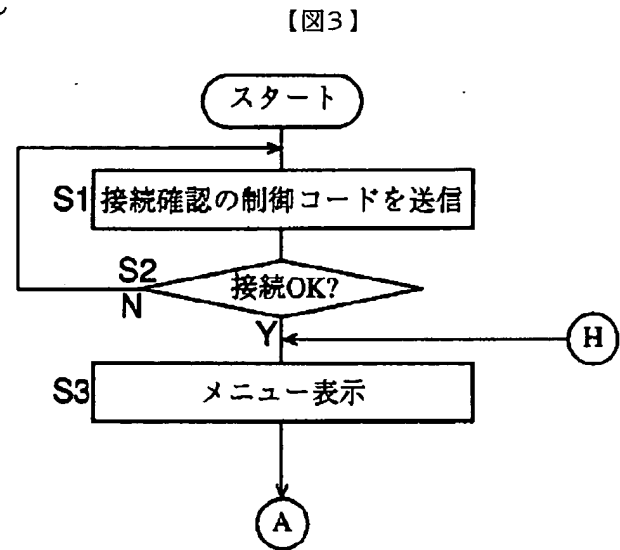 【図3】
スタート
S1 接続確認の制御コードを送信
S2
接続OK?
N
Y
H
S3 メニュー表示
A